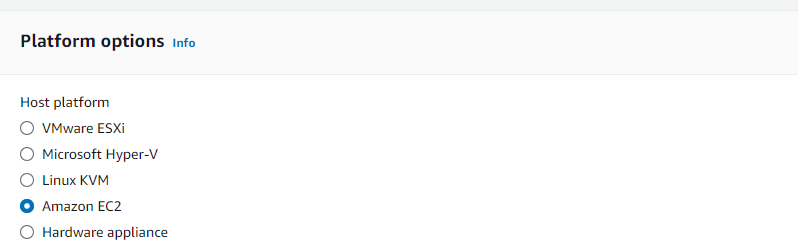 Platform options Info
Host platform
VMware ESXi
Microsoft Hyper-V
Linux KVM
Amazon EC2
Hardware appliance